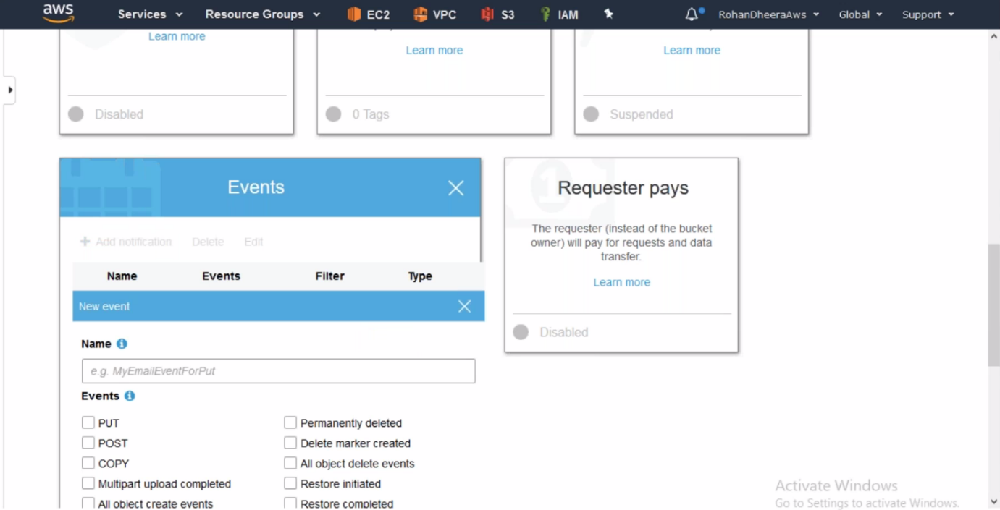 aws Services Resource Groups EC2 VPC S3 IAM RohanDheeraAws Global Support
Learn more
Learn more
Learn more
Disabled
0 Tags
Suspended
Events
Add notification Delete Edit
Name Events Filter Type
New event
Name
e.g. MyEmailEventForPut
Events
PUT
POST
COPY
Multipart upload completed
All object create events
Permanently deleted
Delete marker created
All object delete events
Restore initiated
Restore completed
Requester pays
The requester (instead of the bucket
owner) will pay for requests and data
transfer.
Learn more
Disabled
Activate Windows
Go to Settings to activate Windows.